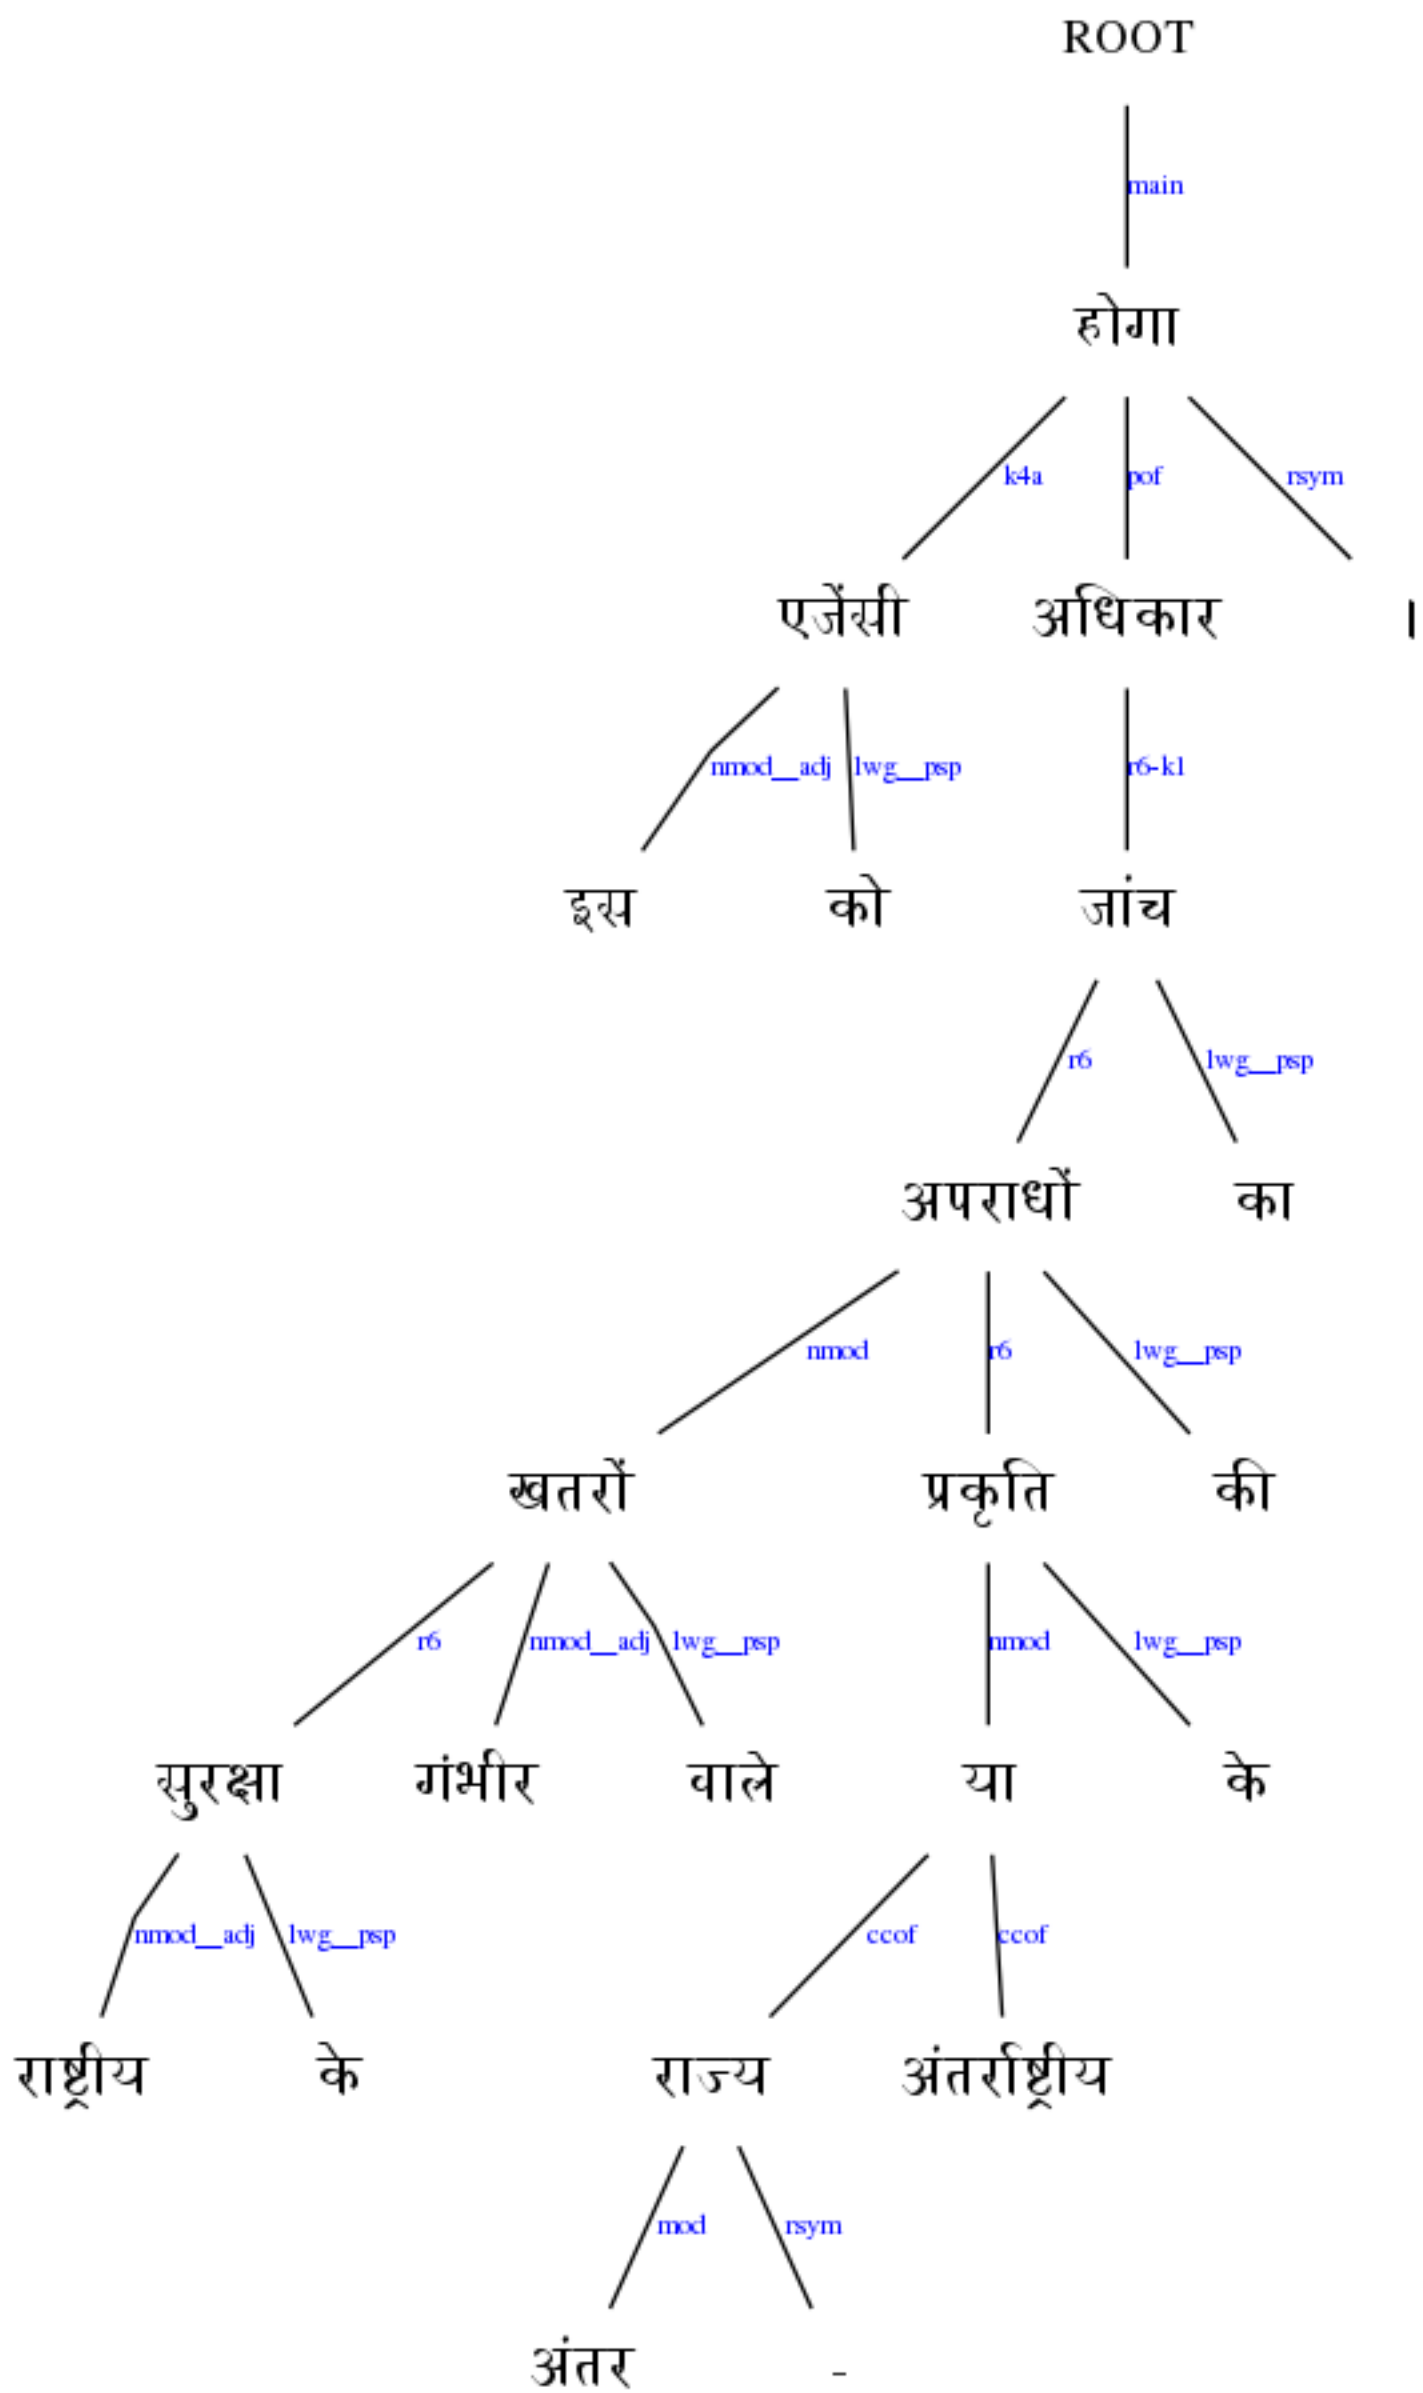 ROOT
main
होगा
k4a pof rsym
एजेंसी अधिकार ।
nmod__adj lwg__psp r6-k1
इस को जांच
r6 lwg__psp
अपराधों का
nmod r6 lwg__psp
खतरों प्रकृति की
r6 nmod__adj lwg__psp nmod lwg__psp
सुरक्षा गंभीर वाले या के
nmod__adj lwg__psp ccof ccof
राष्ट्रीय के राज्य अंतर्राष्ट्रीय
mod rsym
अंतर -